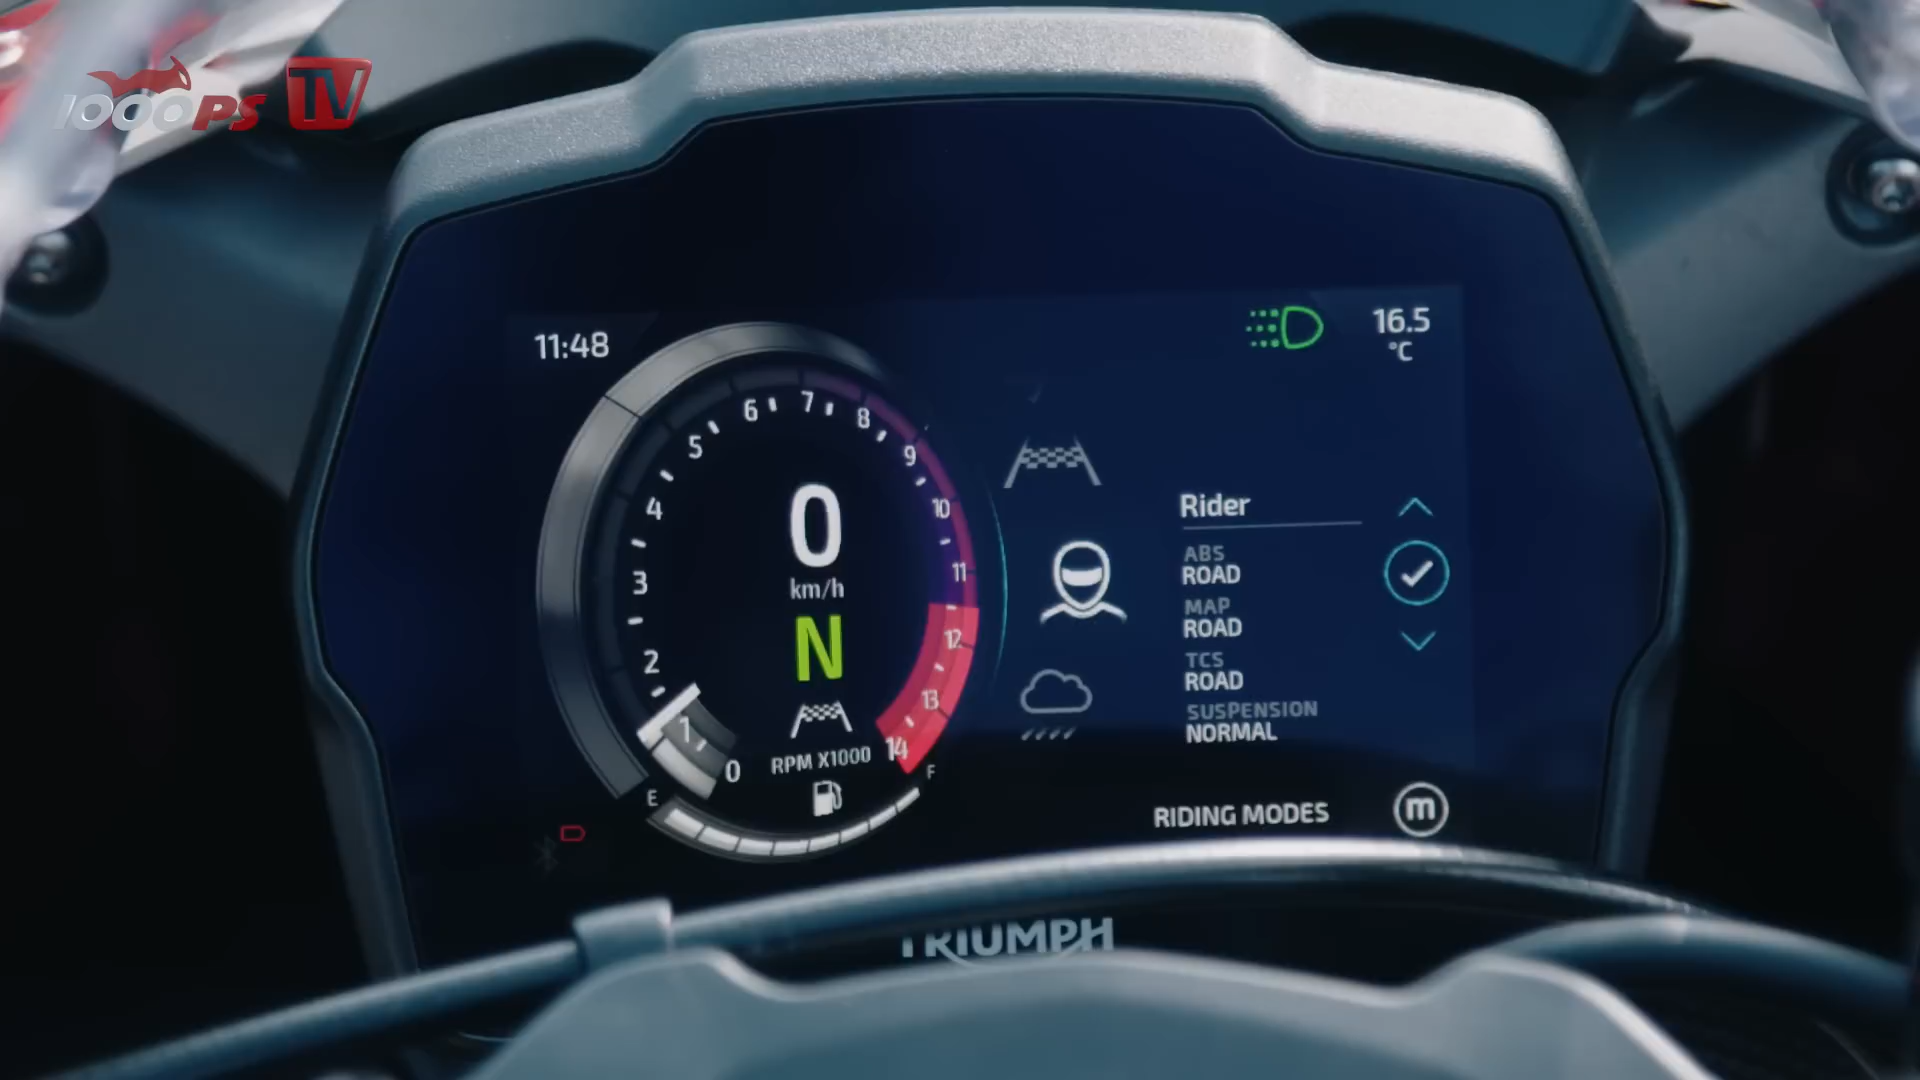 1000PS TV
11:48
16.5
°C
0
1
2
3
4
5
6
7
8
9
10
11
12
13
14
0
km/h
N
RPM X1000
E
F
Rider
ABS
ROAD
MAP
ROAD
TCS
ROAD
SUSPENSION
NORMAL
RIDING MODES
m
TRIUMPH